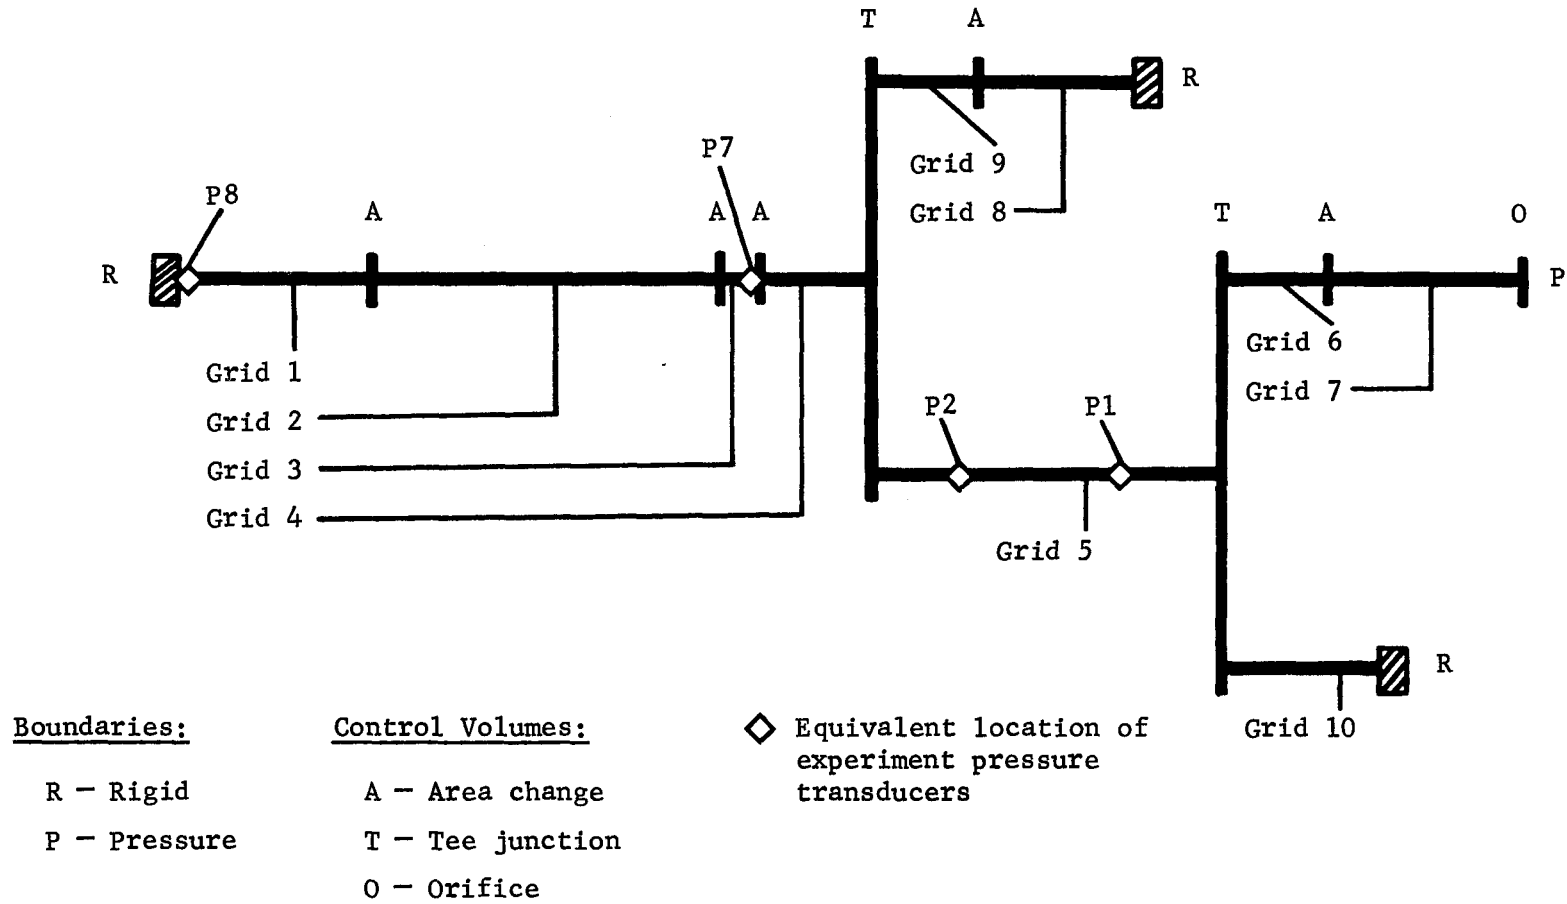 T A
R
P7
Grid 9
P8
Grid 8
A A A T A O
R P
Grid 6
Grid 1
Grid 7
P2 P1
Grid 2
Grid 3
Grid 4
Grid 5
R
Boundaries: Control Volumes: Equivalent location of
Grid 10
experiment pressure
R — Rigid A — Area change transducers
P — Pressure T — Tee junction
O — Orifice